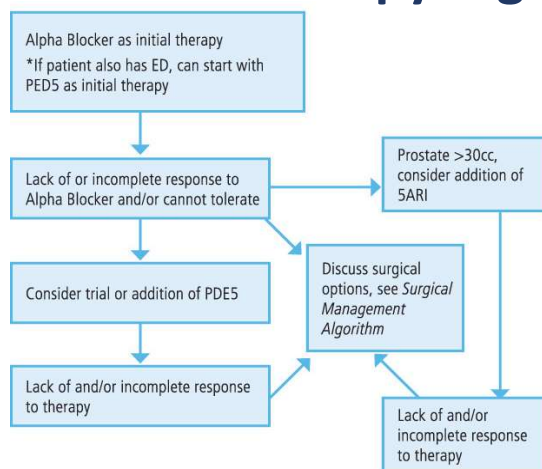 Alpha Blocker as initial therapy
*If patient also has ED, can start with
PED5 as initial therapy
Lack of or incomplete response to
Alpha Blocker and/or cannot tolerate
Prostate >30cc,
consider addition of
5ARI
Consider trial or addition of PDE5
Discuss surgical
options, see Surgical
Management
Algorithm
Lack of and/or incomplete response
to therapy
Lack of and/or
incomplete response
to therapy